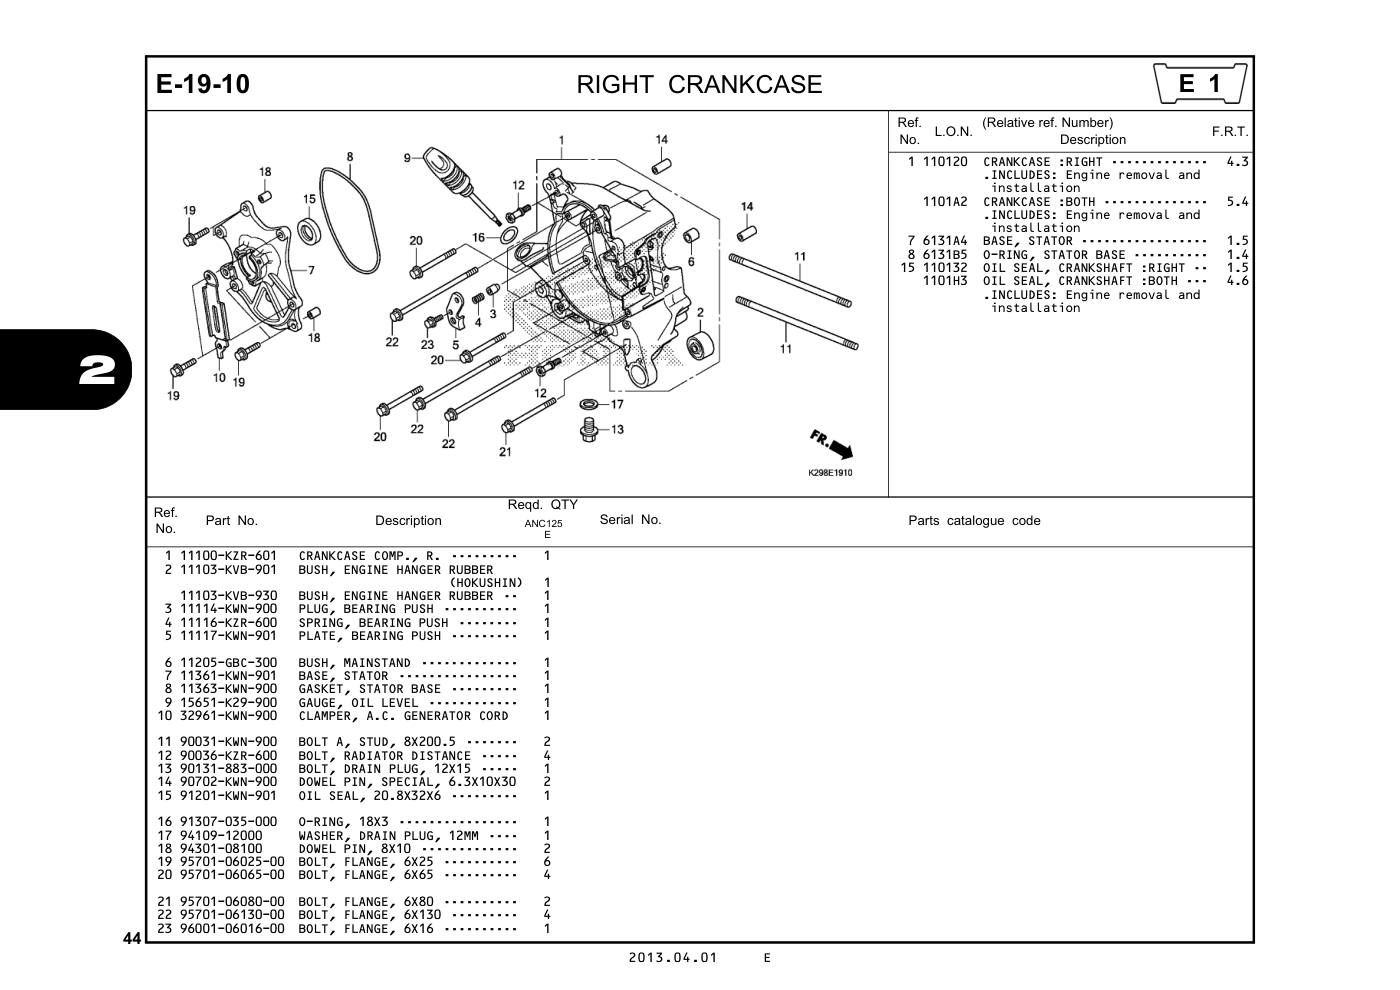 E-19-10
RIGHT CRANKCASE
E 1
Ref. No.
L.O.N.
(Relative ref. Number)
Description
F.R.T.
1 110120 CRANKCASE :RIGHT ------------- 4.3
.INCLUDES: Engine removal and
installation
1101A2 CRANKCASE :BOTH -------------- 5.4
.INCLUDES: Engine removal and
installation
7 6131A4 BASE, STATOR ----------------- 1.5
8 6131B5 O-RING, STATOR BASE ---------- 1.4
15 110132 OIL SEAL, CRANKSHAFT :RIGHT -- 1.5
1101H3 OIL SEAL, CRANKSHAFT :BOTH --- 4.6
.INCLUDES: Engine removal and
installation
1
14
8
9
18
12
15
19
14
16
20
6
7
11
3
4
2
18
22
23
5
20
11
10
19
19
12
17
20
22
22
13
21
FR.
K298E1910
2
Ref. No.
Part No.
Description
Reqd. QTY
ANC125
E
Serial No.
Parts catalogue code
1 11100-KZR-601 CRANKCASE COMP., R. --------- 1
2 11103-KVB-901 BUSH, ENGINE HANGER RUBBER
(HOKUSHIN) 1
11103-KVB-930 BUSH, ENGINE HANGER RUBBER -- 1
3 11114-KWN-900 PLUG, BEARING PUSH ---------- 1
4 11116-KZR-600 SPRING, BEARING PUSH -------- 1
5 11117-KWN-901 PLATE, BEARING PUSH --------- 1
6 11205-GBC-300 BUSH, MAINSTAND ------------- 1
7 11361-KWN-901 BASE, STATOR ---------------- 1
8 11363-KWN-900 GASKET, STATOR BASE --------- 1
9 15651-K29-900 GAUGE, OIL LEVEL ------------ 1
10 32961-KWN-900 CLAMPER, A.C. GENERATOR CORD 1
11 90031-KWN-900 BOLT A, STUD, 8X200.5 ------- 2
12 90036-KZR-600 BOLT, RADIATOR DISTANCE ----- 4
13 90131-883-000 BOLT, DRAIN PLUG, 12X15 ----- 1
14 90702-KWN-900 DOWEL PIN, SPECIAL, 6.3X10X30 2
15 91201-KWN-901 OIL SEAL, 20.8X32X6 --------- 1
16 91307-035-000 O-RING, 18X3 ---------------- 1
17 94109-12000 WASHER, DRAIN PLUG, 12MM ---- 1
18 94301-08100 DOWEL PIN, 8X10 ------------- 2
19 95701-06025-00 BOLT, FLANGE, 6X25 ---------- 6
20 95701-06065-00 BOLT, FLANGE, 6X65 ---------- 4
21 95701-06080-00 BOLT, FLANGE, 6X80 ---------- 2
22 95701-06130-00 BOLT, FLANGE, 6X130 --------- 4
23 96001-06016-00 BOLT, FLANGE, 6X16 ---------- 1
44
2013.04.01 E